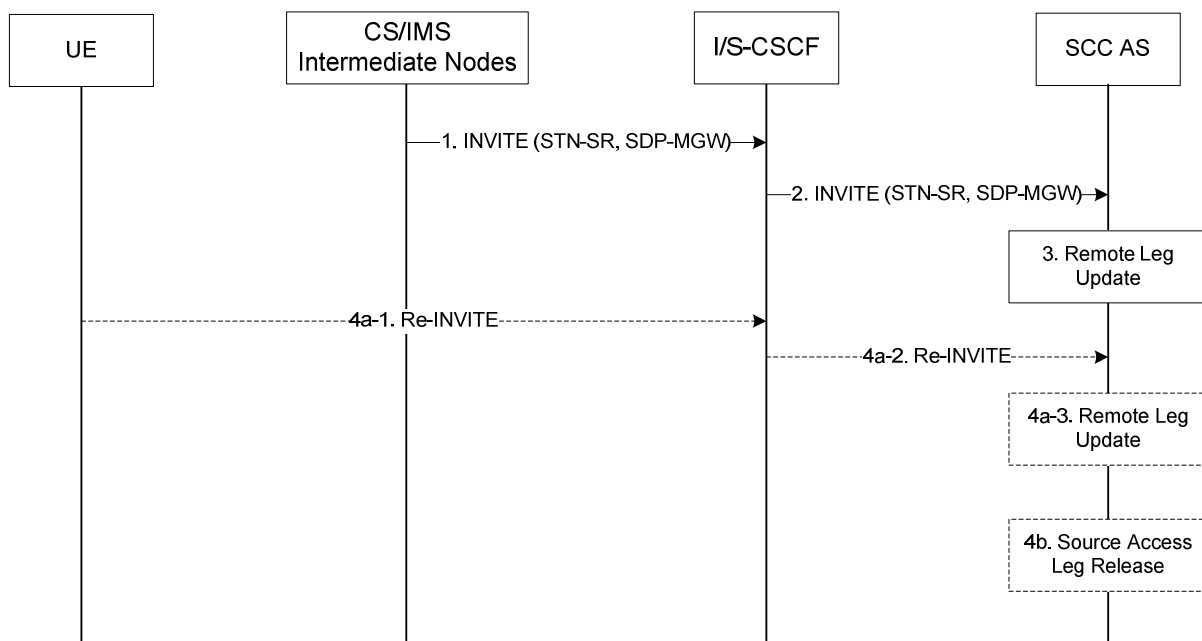 UE
CS/IMS
Intermediate Nodes
I/S-CSCF
SCC AS
1. INVITE (STN-SR, SDP-MGW)
2. INVITE (STN-SR, SDP-MGW)
3. Remote Leg
Update
4a-1. Re-INVITE
4a-2. Re-INVITE
4a-3. Remote Leg
Update
4b. Source Access
Leg Release